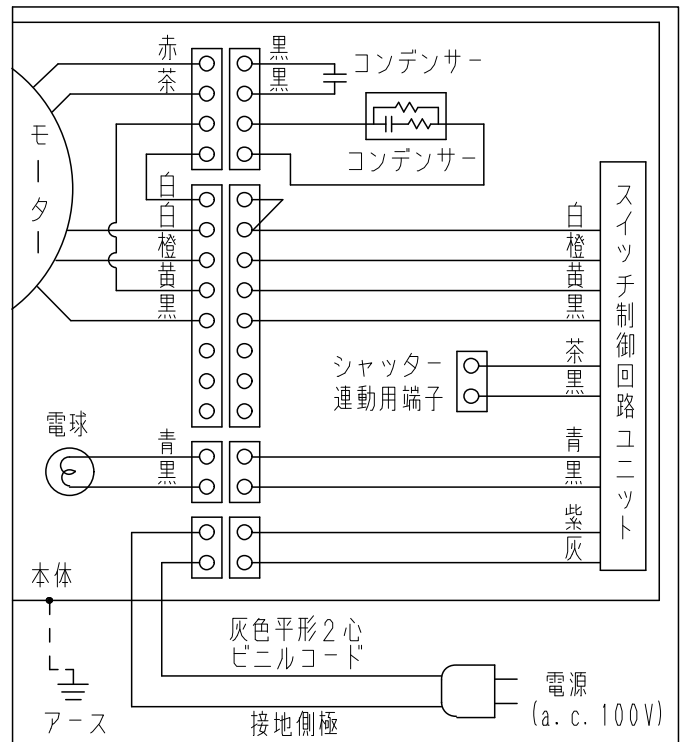 赤
黒
コンデンサー
茶
黒
コンデンサー
モーター
白
白
橙
黄
黒
白
橙
黄
黒
スイッチ制御回路ユニット
シャッター
連動用端子
茶
黒
電球
青
黒
青
黒
紫
灰
本体
灰色平形2心
ビニルコード
アース
接地側極
電源
(a.c.100V)